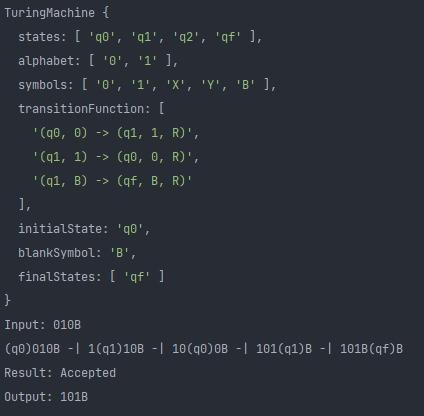 TuringMachine {
  states: [ 'q0', 'q1', 'q2', 'qf' ],
  alphabet: [ '0', '1' ],
  symbols: [ '0', '1', 'X', 'Y', 'B' ],
  transitionFunction: [
    '(q0, 0) -> (q1, 1, R)',
    '(q1, 1) -> (q0, 0, R)',
    '(q1, B) -> (qf, B, R)'
  ],
  initialState: 'q0',
  blankSymbol: 'B',
  finalStates: [ 'qf' ]
}
Input: 010B
(q0)010B -| 1(q1)10B -| 10(q0)0B -| 101(q1)B -| 101B(qf)B
Result: Accepted
Output: 101B